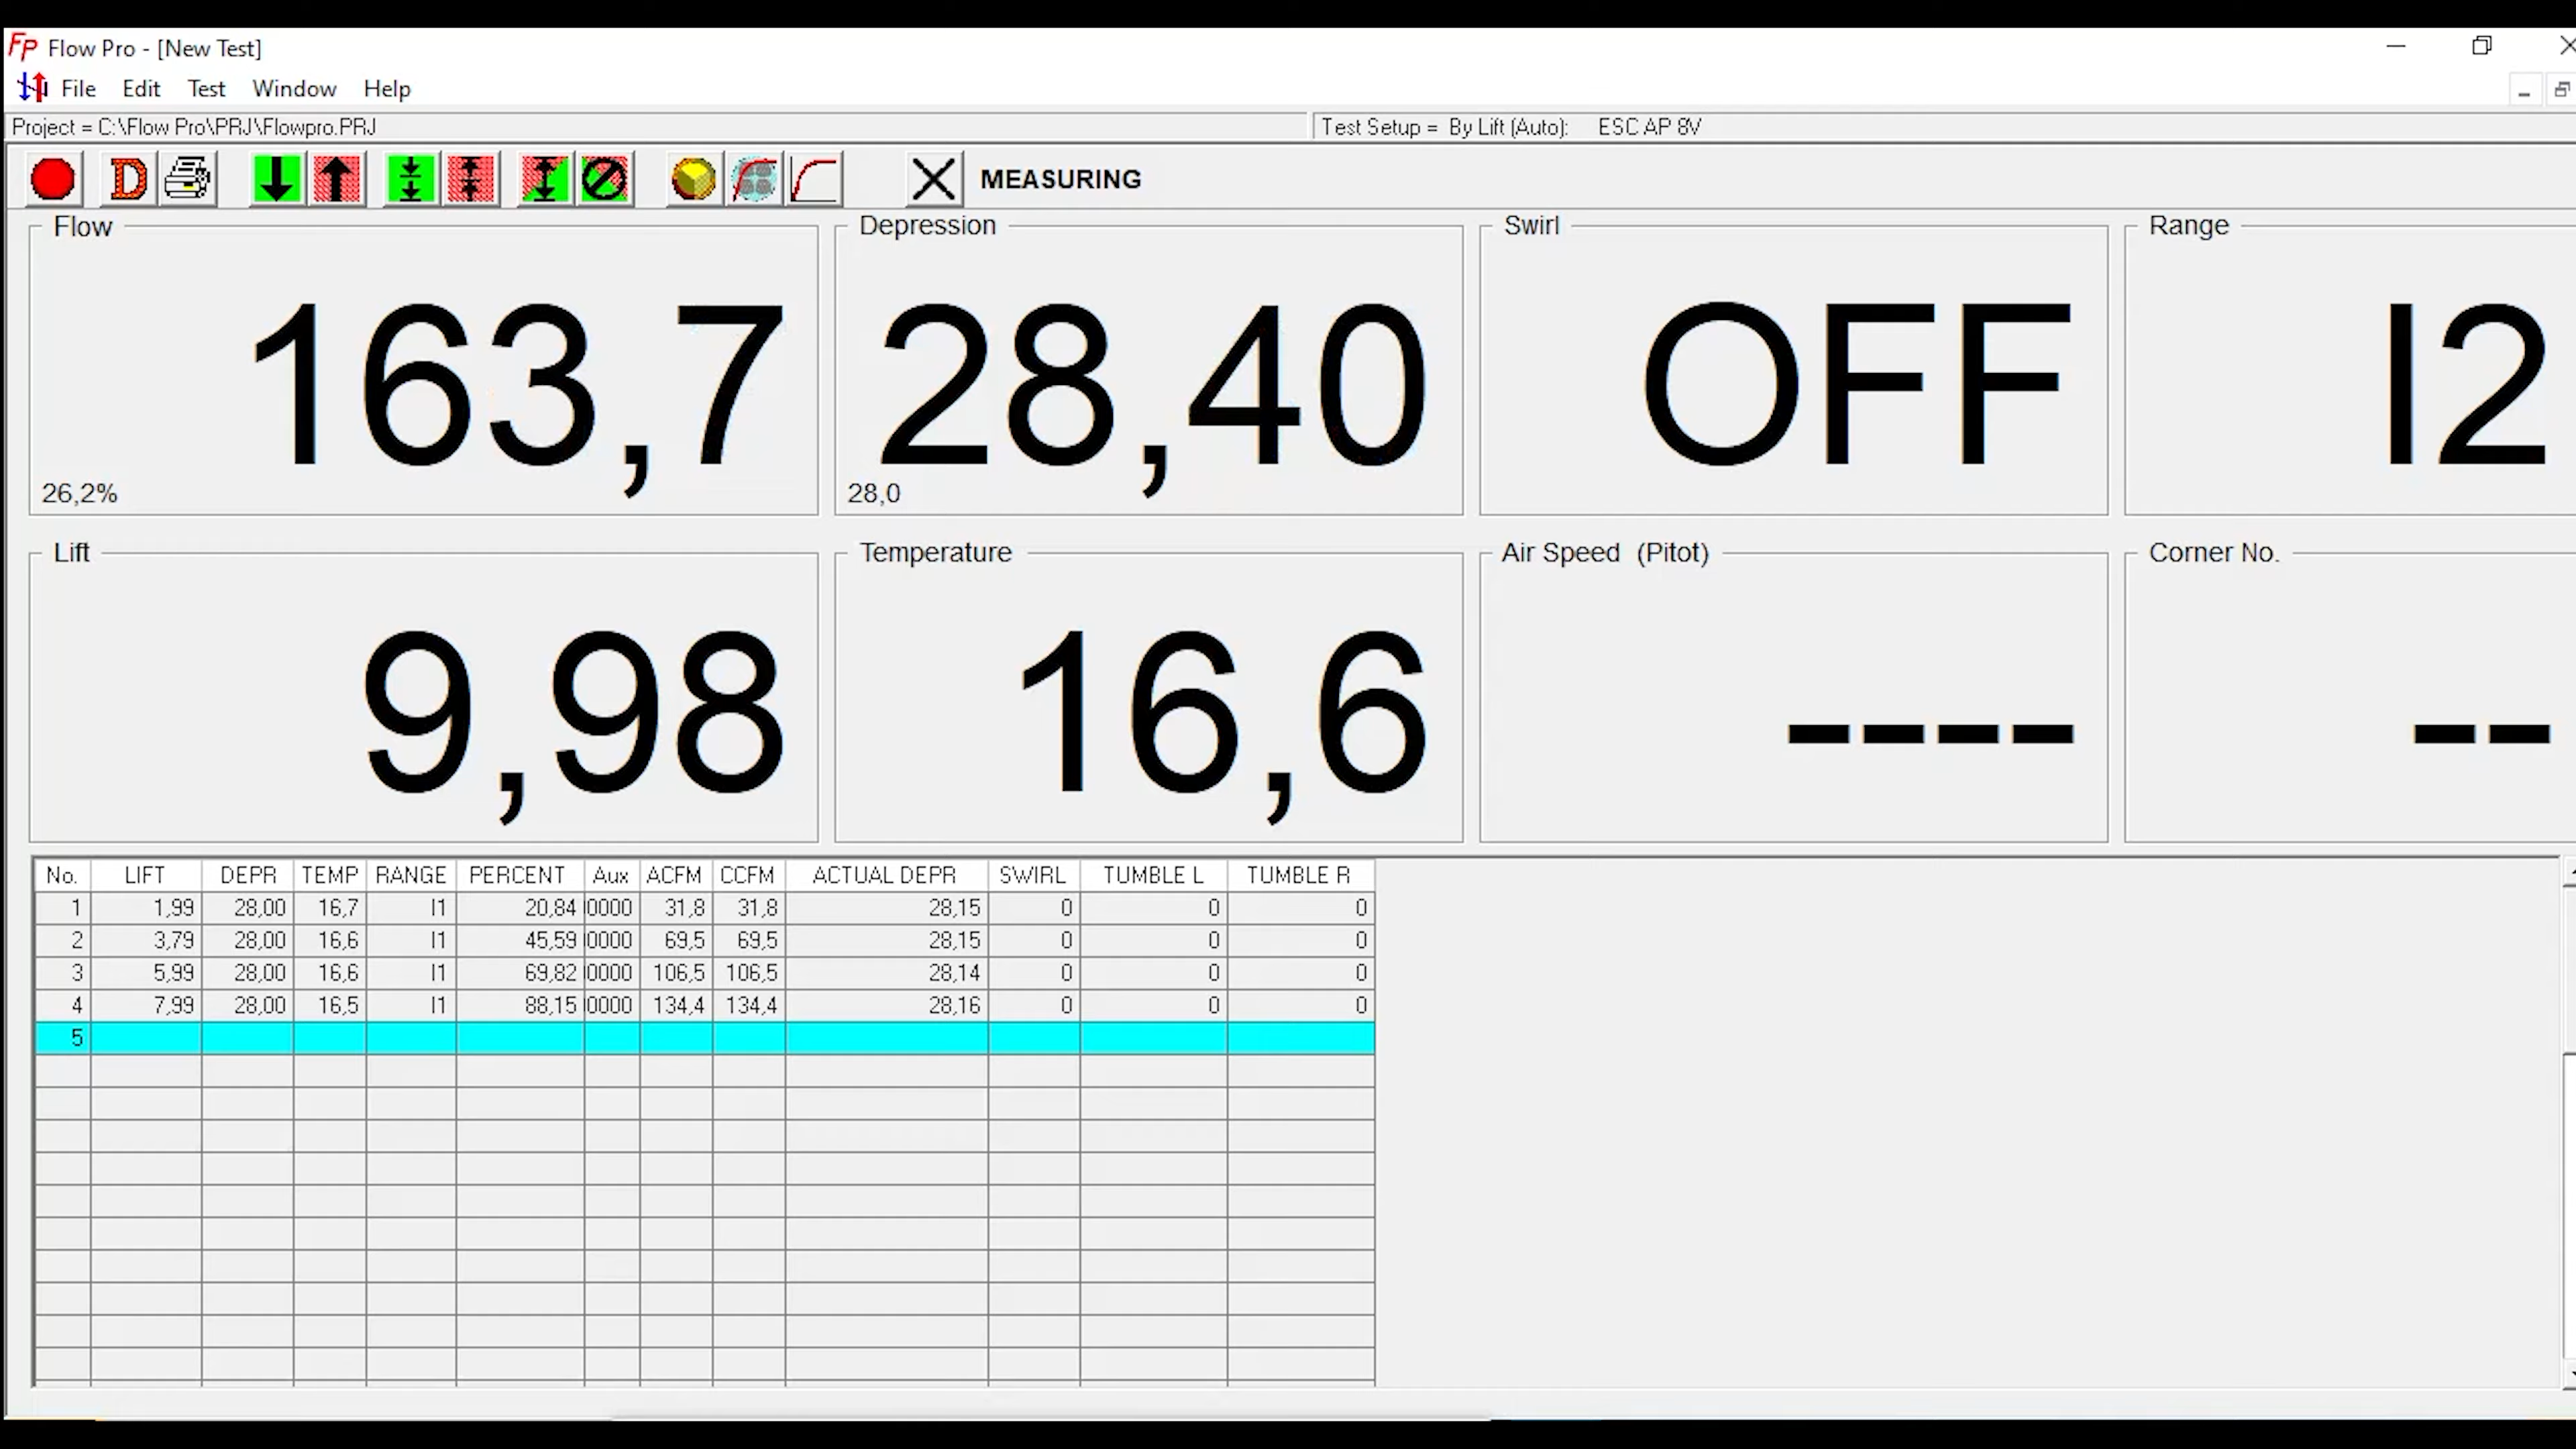 FP Flow Pro - [New Test]
File Edit Test Window Help
Project = C:\Flow Pro\PRJ\Flowpro.PRJ Test Setup = By Lift (Auto): ESC AP 8V
D MEASURING
Flow Depression Swirl Range
163,7 28,40 OFF I2
26,2% 28,0
Lift Temperature Air Speed (Pitot) Corner No.
9,98 16,6 ---- --
No. LIFT DEPR TEMP RANGE PERCENT Aux ACFM CCFM ACTUAL DEPR SWIRL TUMBLE L TUMBLE R
1 1,99 28,00 16,7 I1 20,84 0000 31,8 31,8 28,15 0 0 0
2 3,79 28,00 16,6 I1 45,59 0000 69,5 69,5 28,15 0 0 0
3 5,99 28,00 16,6 I1 69,82 0000 106,5 106,5 28,14 0 0 0
4 7,99 28,00 16,5 I1 88,15 0000 134,4 134,4 28,16 0 0 0
5